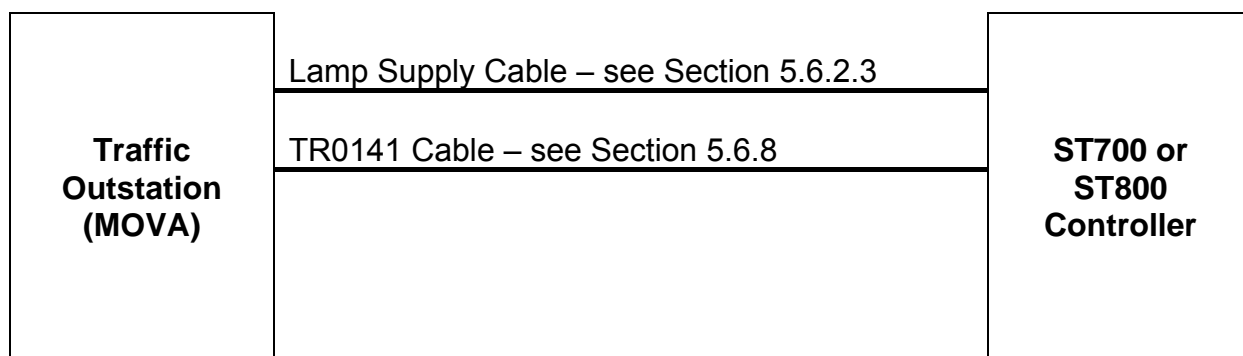 Lamp Supply Cable – see Section 5.6.2.3
TR0141 Cable – see Section 5.6.8
Traffic
Outstation
(MOVA)
ST700 or
ST800
Controller